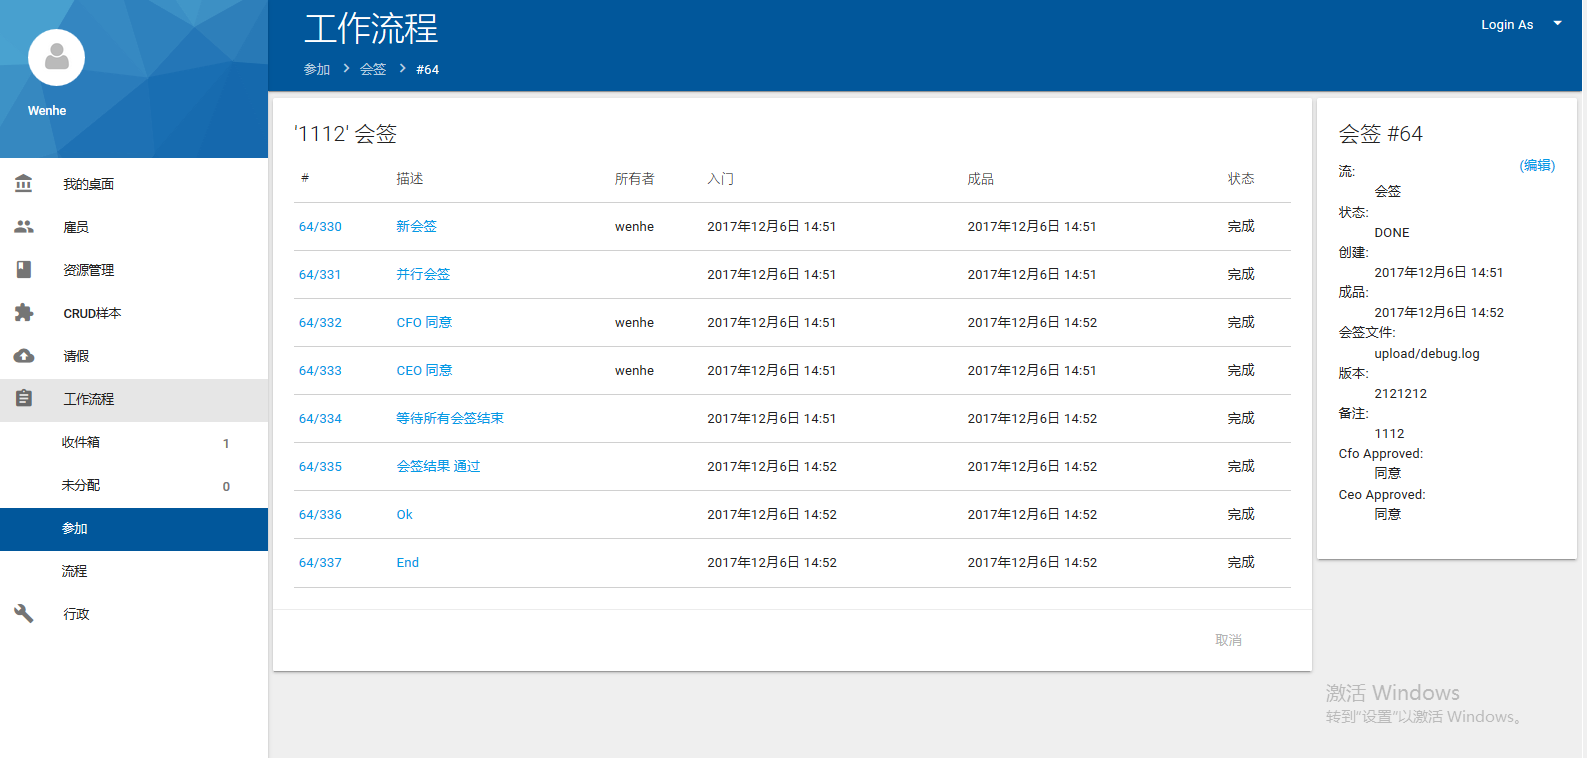 Wenhe
我的桌面
雇员
资源管理
CRUD样本
请假
工作流程
收件箱 1
未分配 0
参加
流程
行政
工作流程
Login As
参加 会签 #64
'1112' 会签
# 描述 所有者 入门 成品 状态
64/330 新会签 wenhe 2017年12月6日 14:51 2017年12月6日 14:51 完成
64/331 并行会签 2017年12月6日 14:51 2017年12月6日 14:51 完成
64/332 CFO 同意 wenhe 2017年12月6日 14:51 2017年12月6日 14:52 完成
64/333 CEO 同意 wenhe 2017年12月6日 14:51 2017年12月6日 14:52 完成
64/334 等待所有会签结束 2017年12月6日 14:51 2017年12月6日 14:52 完成
64/335 会签结果 通过 2017年12月6日 14:52 2017年12月6日 14:52 完成
64/336 Ok 2017年12月6日 14:52 2017年12月6日 14:52 完成
64/337 End 2017年12月6日 14:52 2017年12月6日 14:52 完成
取消
会签 #64
(编辑)
流:
会签
状态:
DONE
创建:
2017年12月6日 14:51
成品:
2017年12月6日 14:52
会签文件:
upload/debug.log
版本:
2121212
备注:
1112
Cfo Approved:
同意
Ceo Approved:
同意
激活 Windows
转到“设置”以激活 Windows。